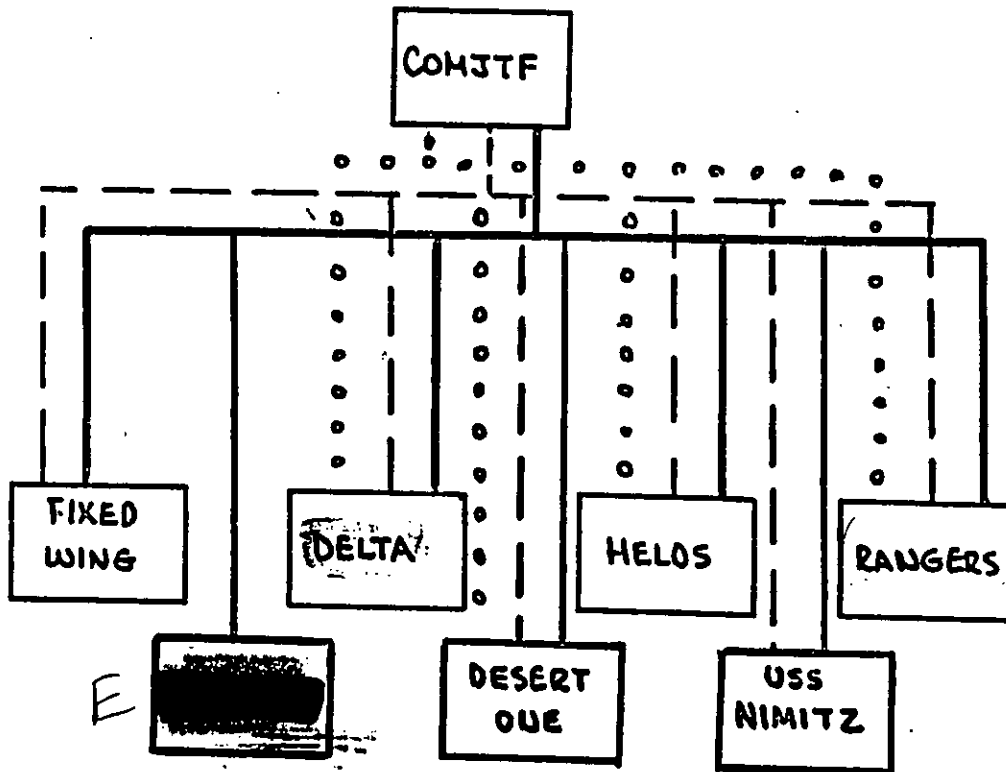 COMJTF
FIXED
WING
DELTA
HELOS
RANGERS
E
DESERT
ONE
USS
NIMITZ